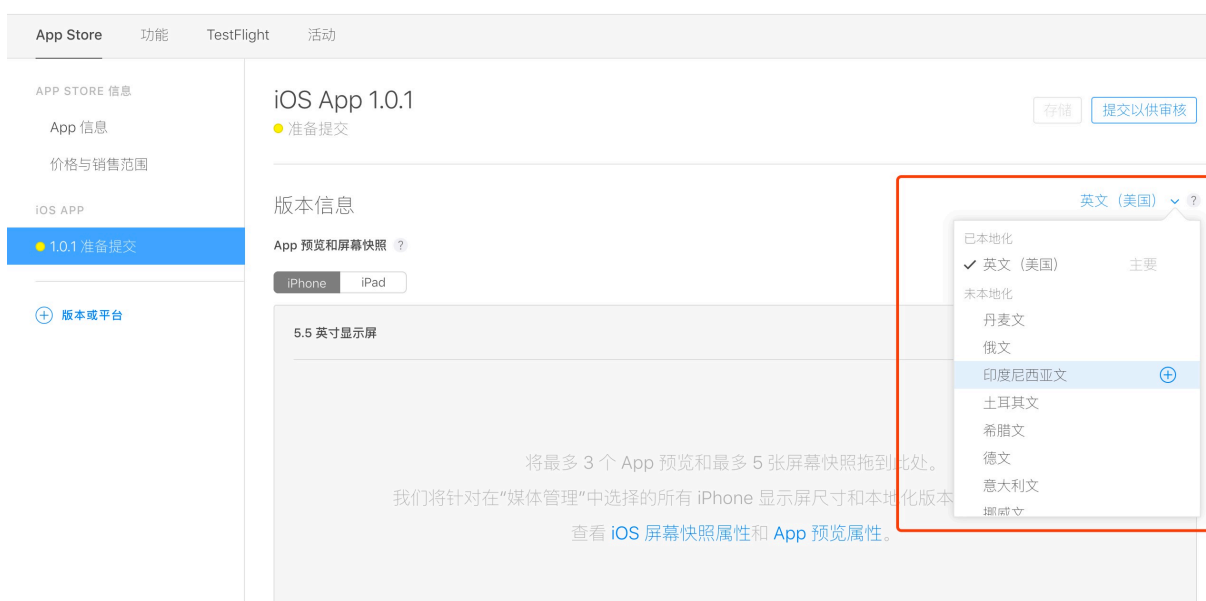 App Store 功能 TestFlight 活动
APP STORE 信息
App 信息
价格与销售范围
iOS APP
1.0.1 准备提交
版本或平台
iOS App 1.0.1
准备提交
存储 提交以供审核
版本信息
英文（美国） ?
App 预览和屏幕快照 ?
iPhone iPad
5.5 英寸显示屏
将最多 3 个 App 预览和最多 5 张屏幕快照拖到此处。
我们将针对在“媒体管理”中选择的所有 iPhone 显示屏尺寸和本地化版本
查看 iOS 屏幕快照属性和 App 预览属性。
已本地化
英文（美国） 主要
未本地化
丹麦文
俄文
印度尼西亚文
土耳其文
希腊文
德文
意大利文
挪威文